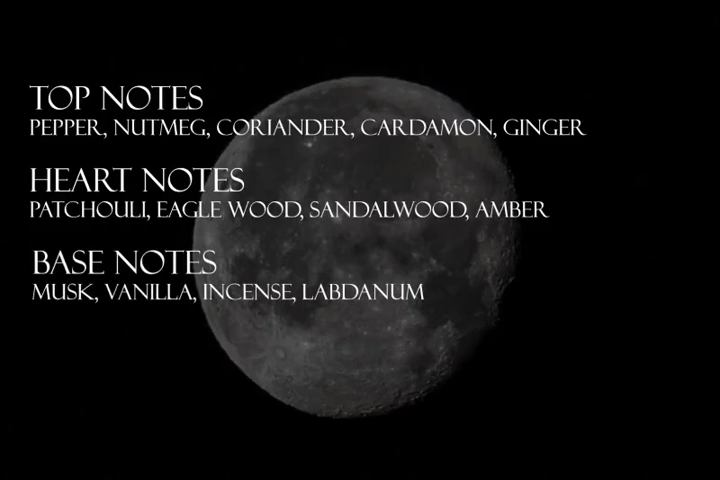 TOP NOTES
PEPPER, NUTMEG, CORIANDER, CARDAMON, GINGER
HEART NOTES
PATCHOULI, EAGLE WOOD, SANDALWOOD, AMBER
BASE NOTES
MUSK, VANILLA, INCENSE, LABDANUM